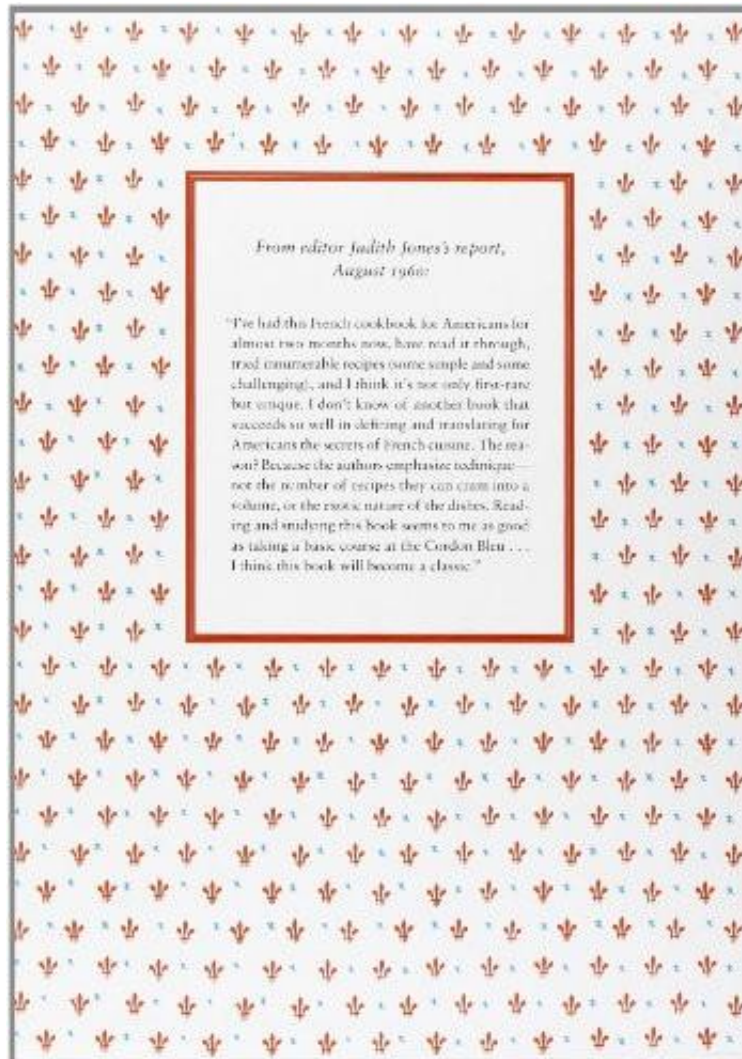 From editor Judith Jones's report,
August 1960:
"I've had this French cookbook for Americans for
almost two months now, have read it through,
tried innumerable recipes (some simple and some
challenging), and I think it's not only first-rate
but unique. I don't know of another book that
succeeds so well in defining and translating for
Americans the secrets of French cuisine. The rea-
son? Because the authors emphasize technique—
not the number of recipes they can cram into a
volume, or the exotic nature of the dishes. Read-
ing and studying this book seems to me as good
as taking a basic course at the Cordon Bleu . . .
I think this book will become a classic."